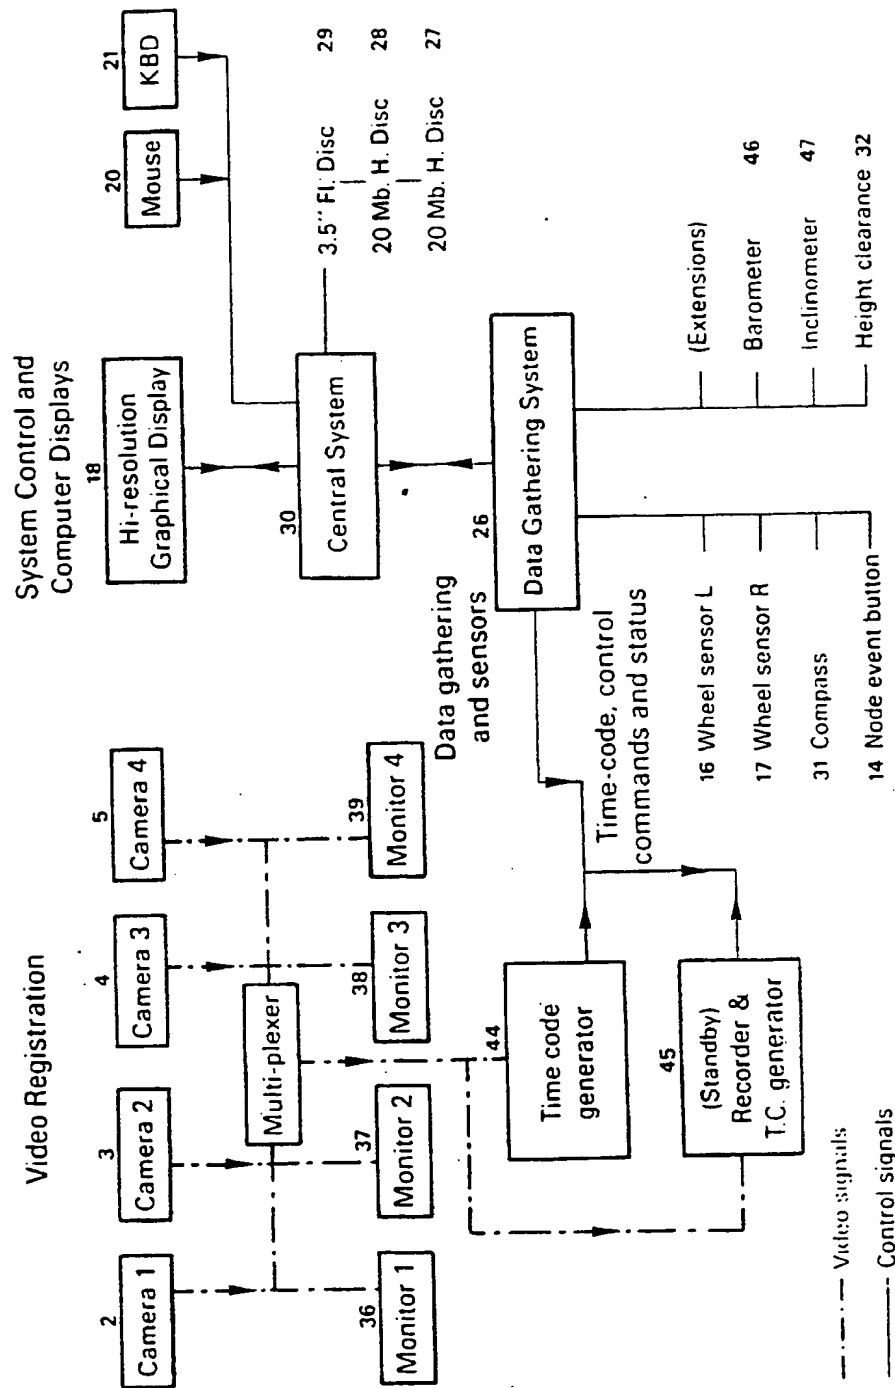 Video Registration
System Control and
Computer Displays
2
Camera 1
3
Camera 2
4
Camera 3
5
Camera 4
Multi-plexer
36
Monitor 1
37
Monitor 2
38
Monitor 3
39
Monitor 4
44
Time code
generator
45
(Standby)
Recorder &
T.C. generator
18
Hi-resolution
Graphical Display
20
Mouse
21
KBD
30
Central System
3.5" Fl. Disc 29
20 Mb. H. Disc 28
20 Mb. H. Disc 27
Data gathering
and sensors
26
Data Gathering System
Time-code, control
commands and status
16 Wheel sensor L
17 Wheel sensor R
31 Compass
14 Node event button
(Extensions)
Barometer 46
Inclinometer 47
Height clearance 32
Video signals
Control signals